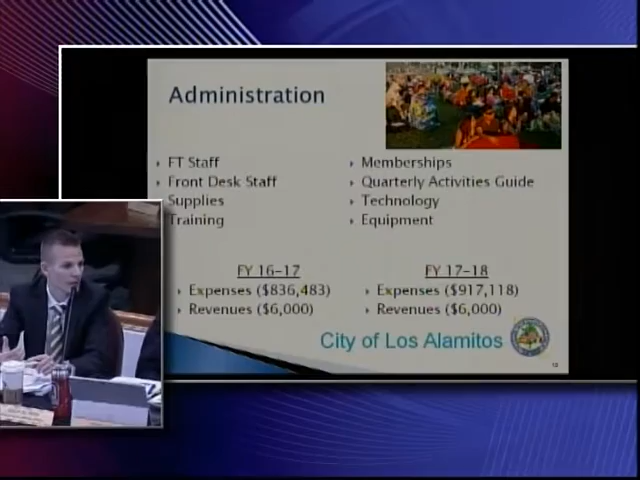 Administration
FT Staff
Front Desk Staff
Supplies
Training
Memberships
Quarterly Activities Guide
Technology
Equipment
FY 16-17
Expenses ($836,483)
Revenues ($6,000)
FY 17-18
Expenses ($917,118)
Revenues ($6,000)
City of Los Alamitos